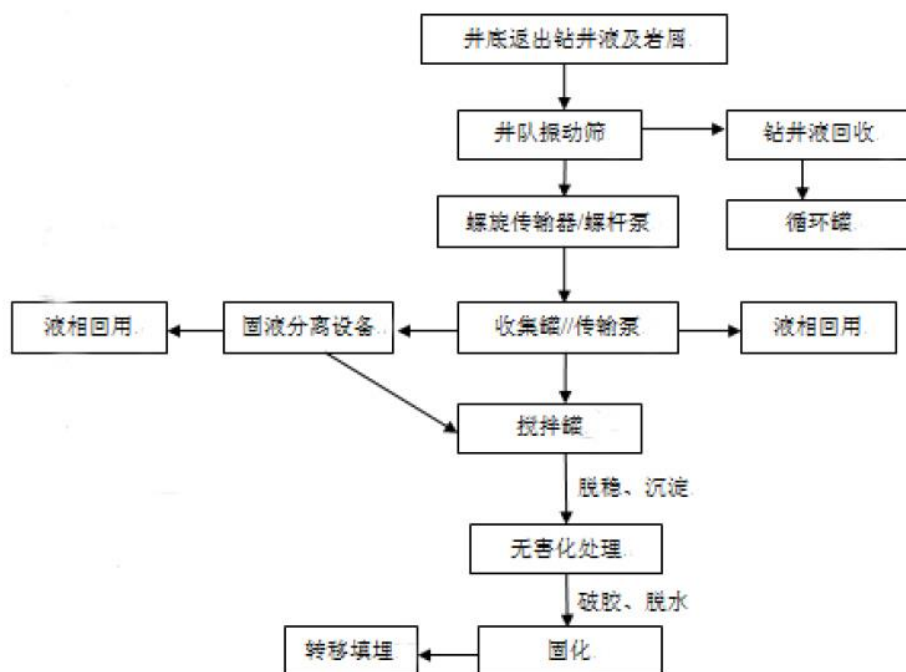 井底返出钻井液及岩唇
井队振动筛
钻井液回收
螺旋传输器/螺杆泵
循环罐
液相回用
固液分离设备
收集罐//传输泵
液相回用
搅拌罐
脱稳、沉淀
无害化处理
破胶、脱水
转移填埋
固化